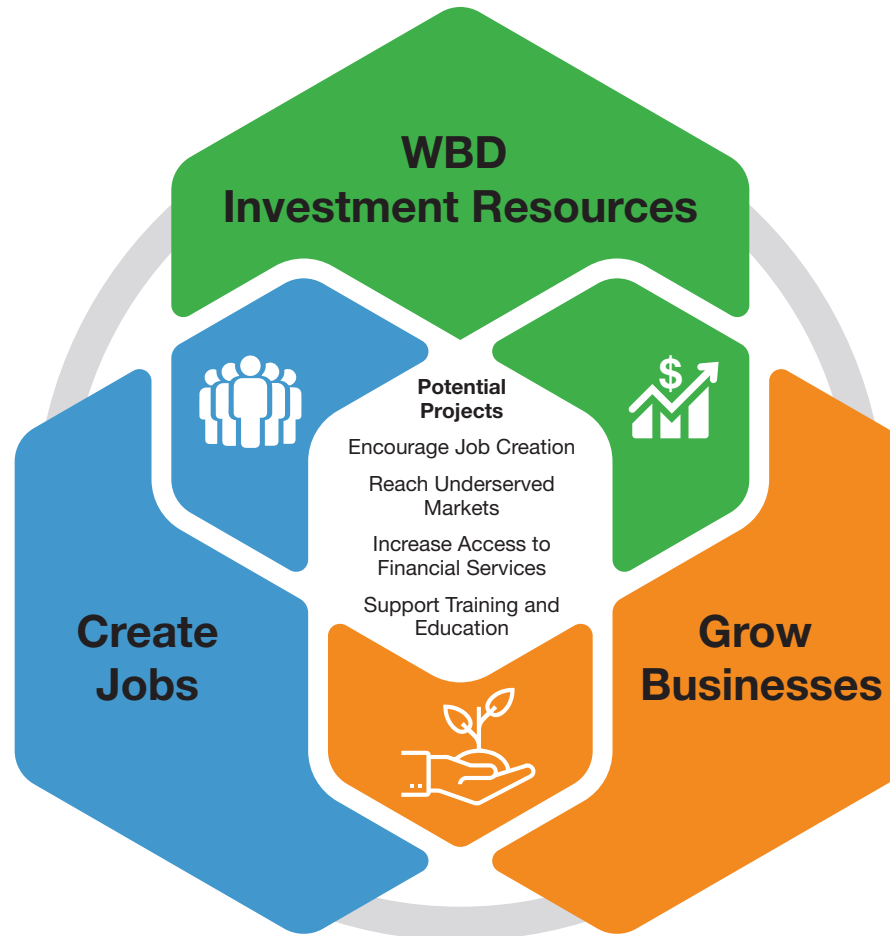 WBD
Investment Resources
Potential
Projects
Encourage Job Creation
Reach Underserved
Markets
Increase Access to
Financial Services
Support Training and
Education
Create
Jobs
Grow
Businesses
$